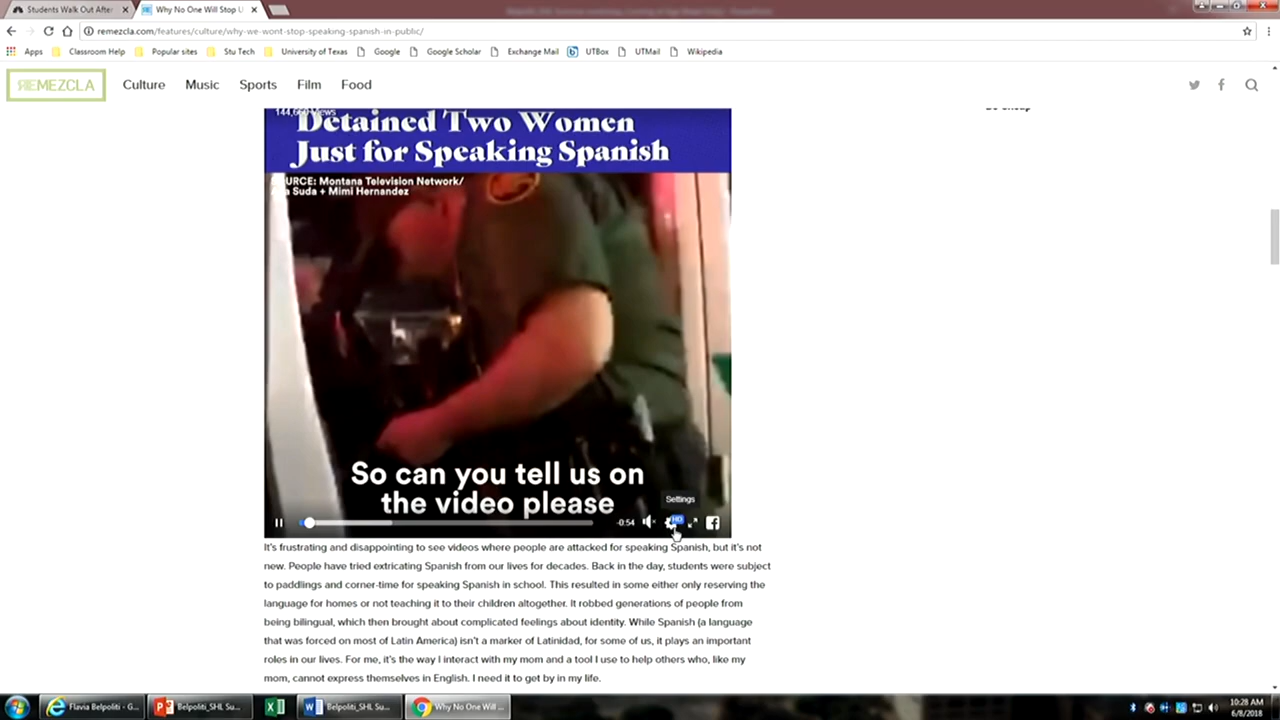 Students Walk Out After
Why No One Will Stop U
remezcla.com/features/culture/why-we-wont-stop-speaking-spanish-in-public/
Apps Classroom Help Popular sites Stu Tech University of Texas Google Google Scholar Exchange Mail UTBox UTMail Wikipedia
REMEZCLA Culture Music Sports Film Food
144,660 Views
Detained Two Women
Just for Speaking Spanish
SOURCE: Montana Television Network/
Suda + Mimi Hernandez
So can you tell us on
the video please
Settings
-0:54 HD
It's frustrating and disappointing to see videos where people are attacked for speaking Spanish, but it's not
new. People have tried extricating Spanish from our lives for decades. Back in the day, students were subject
to paddlings and corner-time for speaking Spanish in school. This resulted in some either only reserving the
language for homes or not teaching it to their children altogether. It robbed generations of people from
being bilingual, which then brought about complicated feelings about identity. While Spanish (a language
that was forced on most of Latin America) isn't a marker of Latinidad, for some of us, it plays an important
roles in our lives. For me, it's the way I interact with my mom and a tool I use to help others who, like my
mom, cannot express themselves in English. I need it to get by in my life.
Flavia Belpoliti - G... Belpoliti_SHL Su... Belpoliti_SHL Su... Why No One Will ...
10:28 AM
6/8/2018